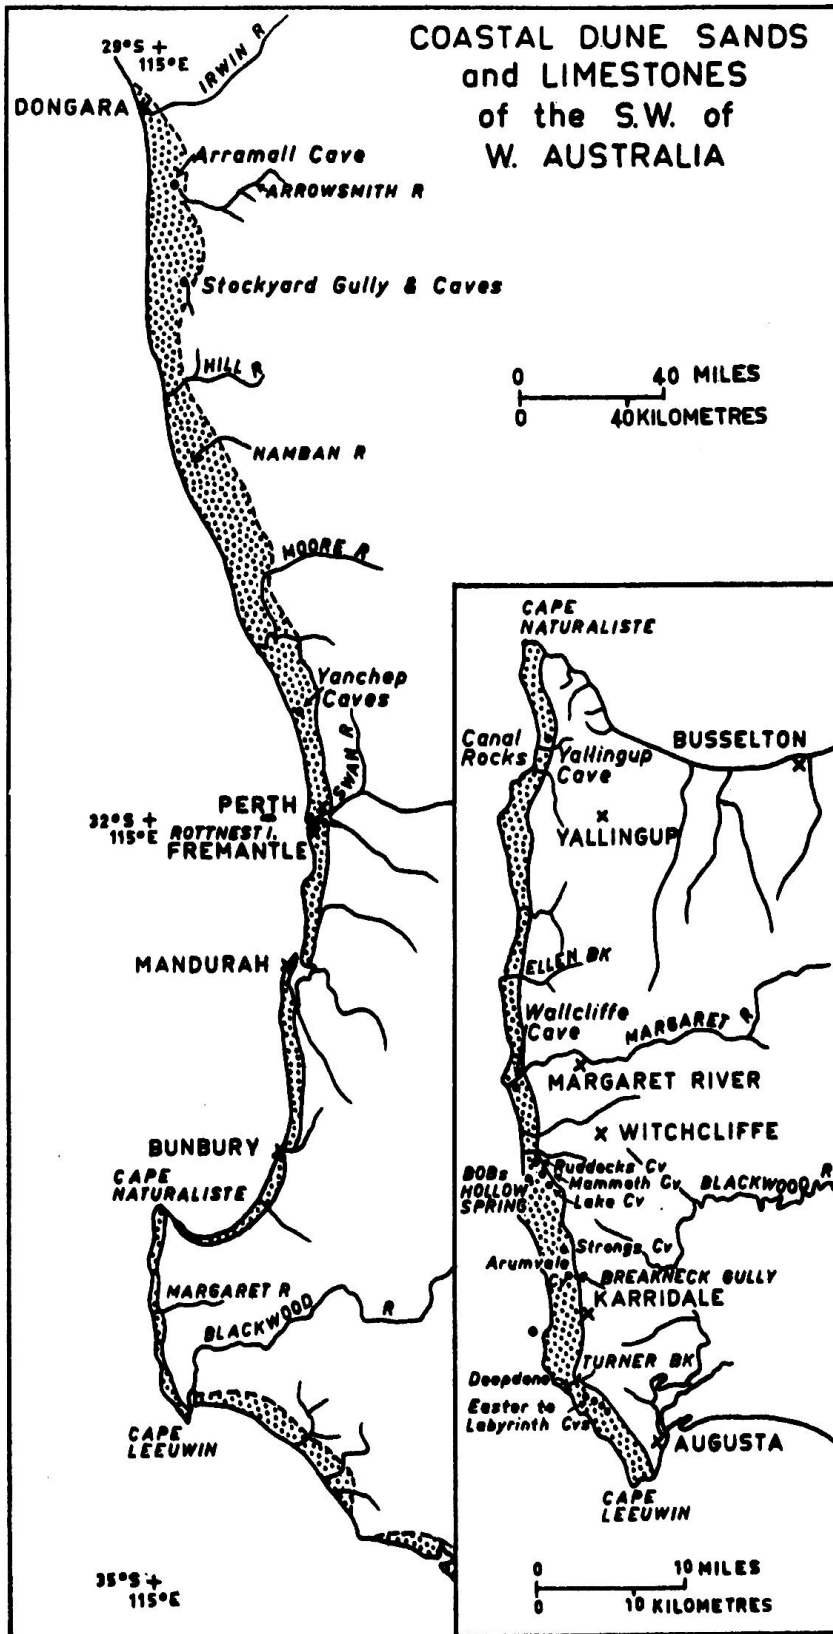 COASTAL DUNE SANDS
and LIMESTONES
of the S.W. of
W. AUSTRALIA
29°S +
115°E
IRWIN R
DONGARA
Arramall Cave
ARROWSMITH R
Stockyard Gully & Caves
HILL R
0 40 MILES
0 40 KILOMETRES
NAMBAN R
MOORE R
Yanchep
Caves
SWAN R
PERTH
32°S +
115°E
ROTTNEST I.
FREMANTLE
MANDURAH
BUNBURY
CAPE
NATURALISTE
MARGARET R
BLACKWOOD R
CAPE
LEEUWIN
35°S +
115°E
CAPE
NATURALISTE
Canal
Rocks
Yallingup
Cave
BUSSELTON
YALLINGUP
ELLEN BK
Wallcliffe
Cave
MARGARET R
MARGARET RIVER
WITCHCLIFFE
BOBs
HOLLOW
SPRING
Ruddocks Cv
Mammoth Cv
Lake Cv
BLACKWOOD R
Strongs Cv
Arumvale
Cv
BREAKNECK GULLY
KARRIDALE
TURNER BK
Deepdene
Easter to
Labyrinth Cvs
AUGUSTA
CAPE
LEEUWIN
0 10 MILES
0 10 KILOMETRES